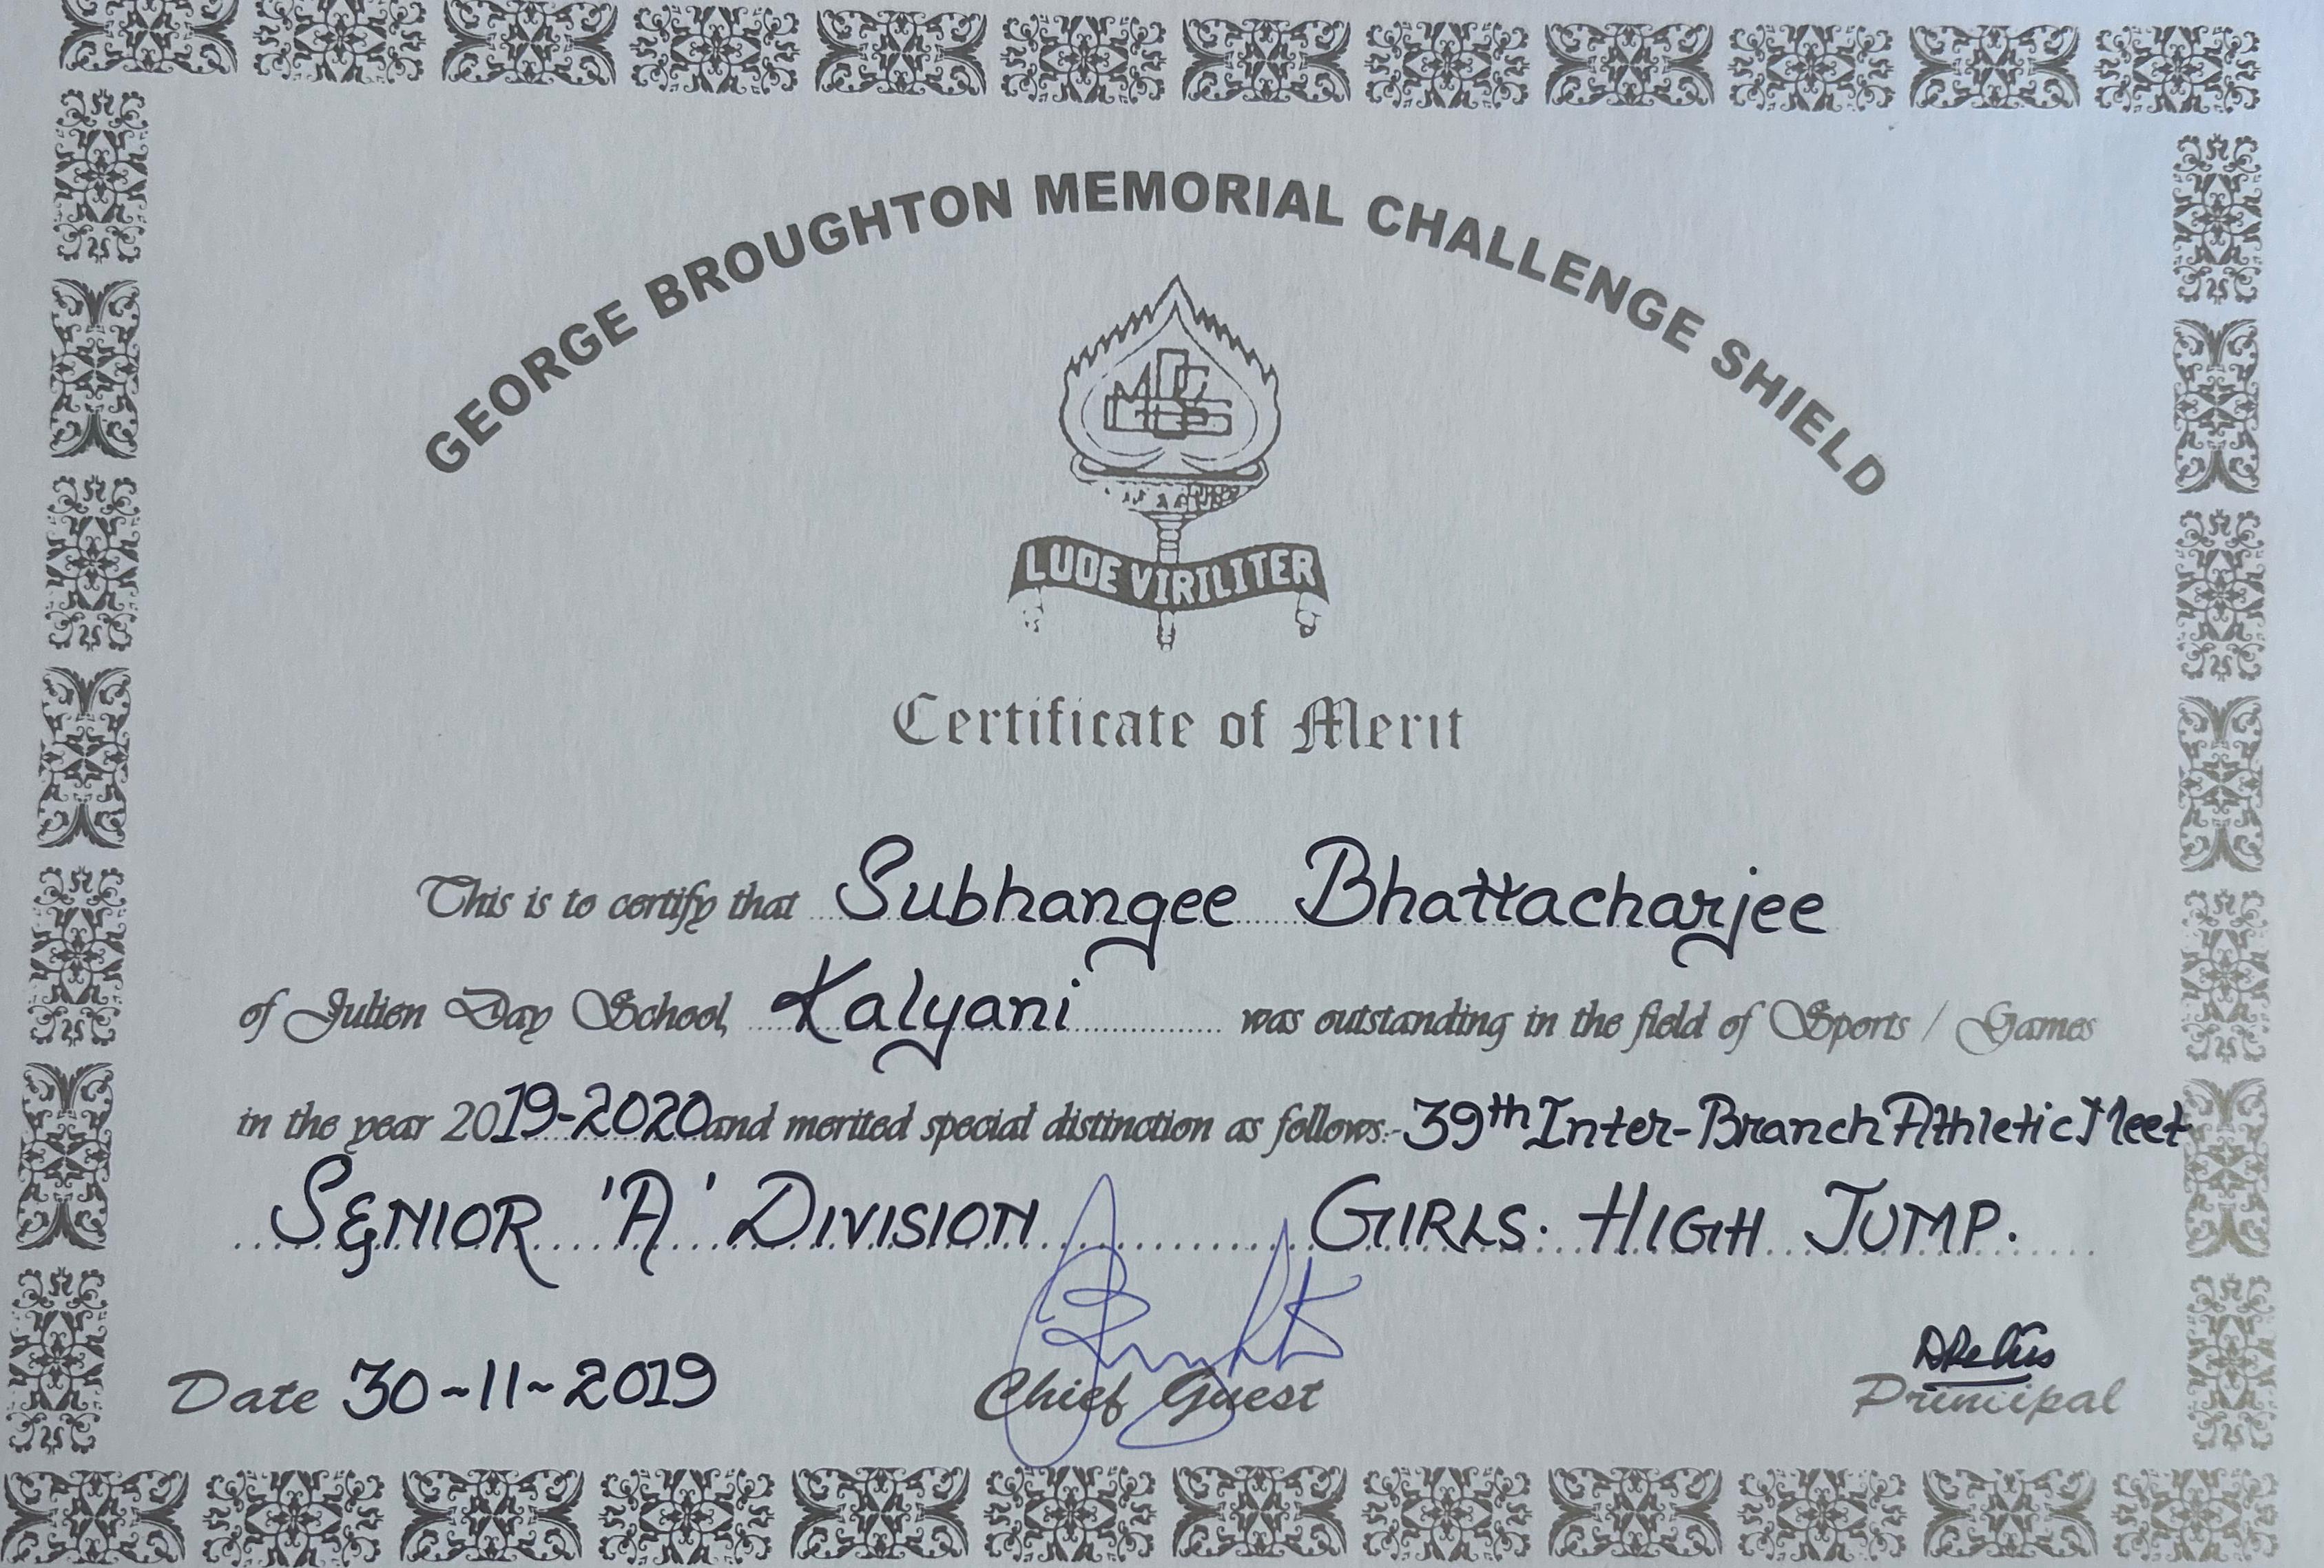 GEORGE BROUGHTON MEMORIAL CHALLENGE SHIELD
LUDE VIRILITER
Certificate of Merit
This is to certify that Subhangee Bhattacharjee
of Julien Day School, Kalyani was outstanding in the field of Sports / Games
in the year 2019-2020 and merited special distinction as follows:- 39th Inter-Branch Athletic Meet
SENIOR 'A' DIVISION GIRLS. HIGH JUMP.
Date 30-11-2019 Chief Guest Principal